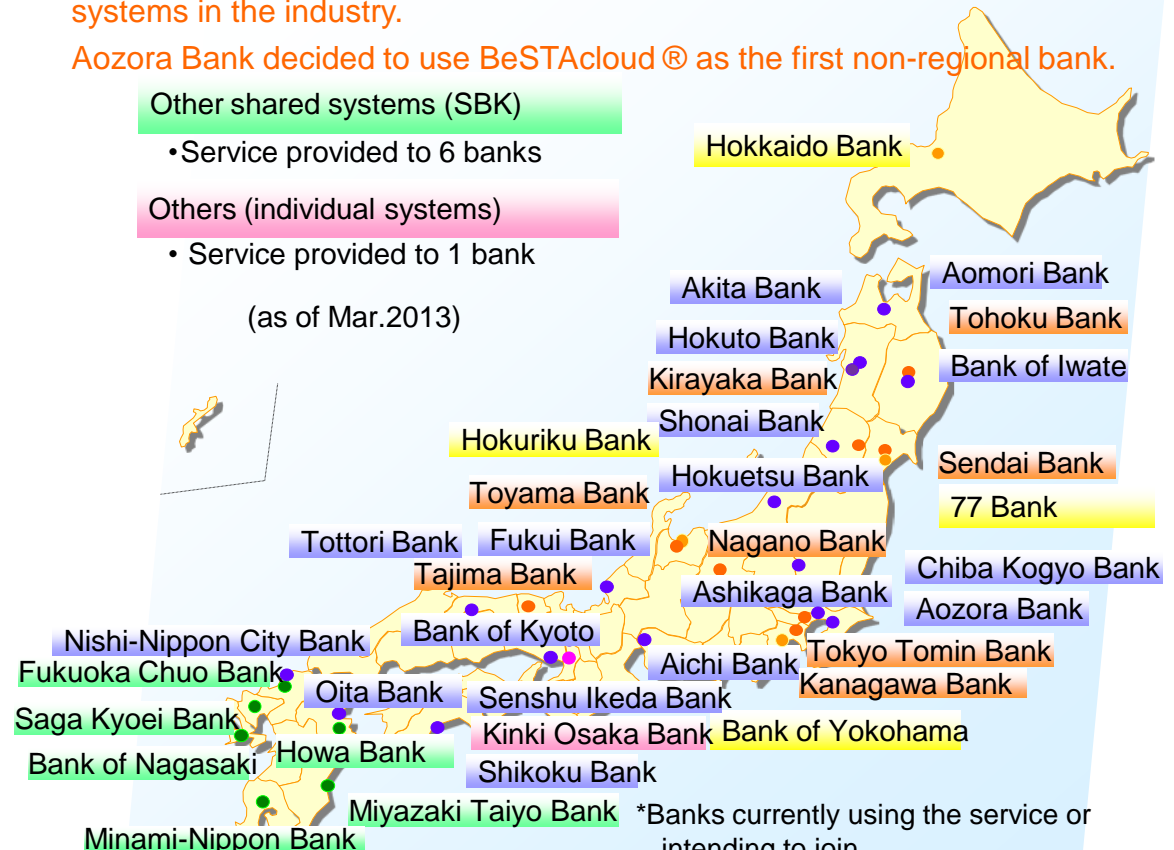 systems in the industry.
Aozora Bank decided to use BeSTAcloud ® as the first non-regional bank.
Other shared systems (SBK)
•Service provided to 6 banks
Others (individual systems)
• Service provided to 1 bank
(as of Mar.2013)
Hokkaido Bank
Akita Bank
Aomori Bank
Tohoku Bank
Hokuto Bank
Bank of Iwate
Kirayaka Bank
Shonai Bank
Hokuriku Bank
Sendai Bank
Hokuetsu Bank
Toyama Bank
77 Bank
Tottori Bank
Fukui Bank
Nagano Bank
Chiba Kogyo Bank
Tajima Bank
Ashikaga Bank
Aozora Bank
Bank of Kyoto
Nishi-Nippon City Bank
Tokyo Tomin Bank
Aichi Bank
Fukuoka Chuo Bank
Kanagawa Bank
Oita Bank
Senshu Ikeda Bank
Saga Kyoei Bank
Kinki Osaka Bank
Bank of Yokohama
Howa Bank
Bank of Nagasaki
Shikoku Bank
Miyazaki Taiyo Bank
*Banks currently using the service or
intending to join
Minami-Nippon Bank